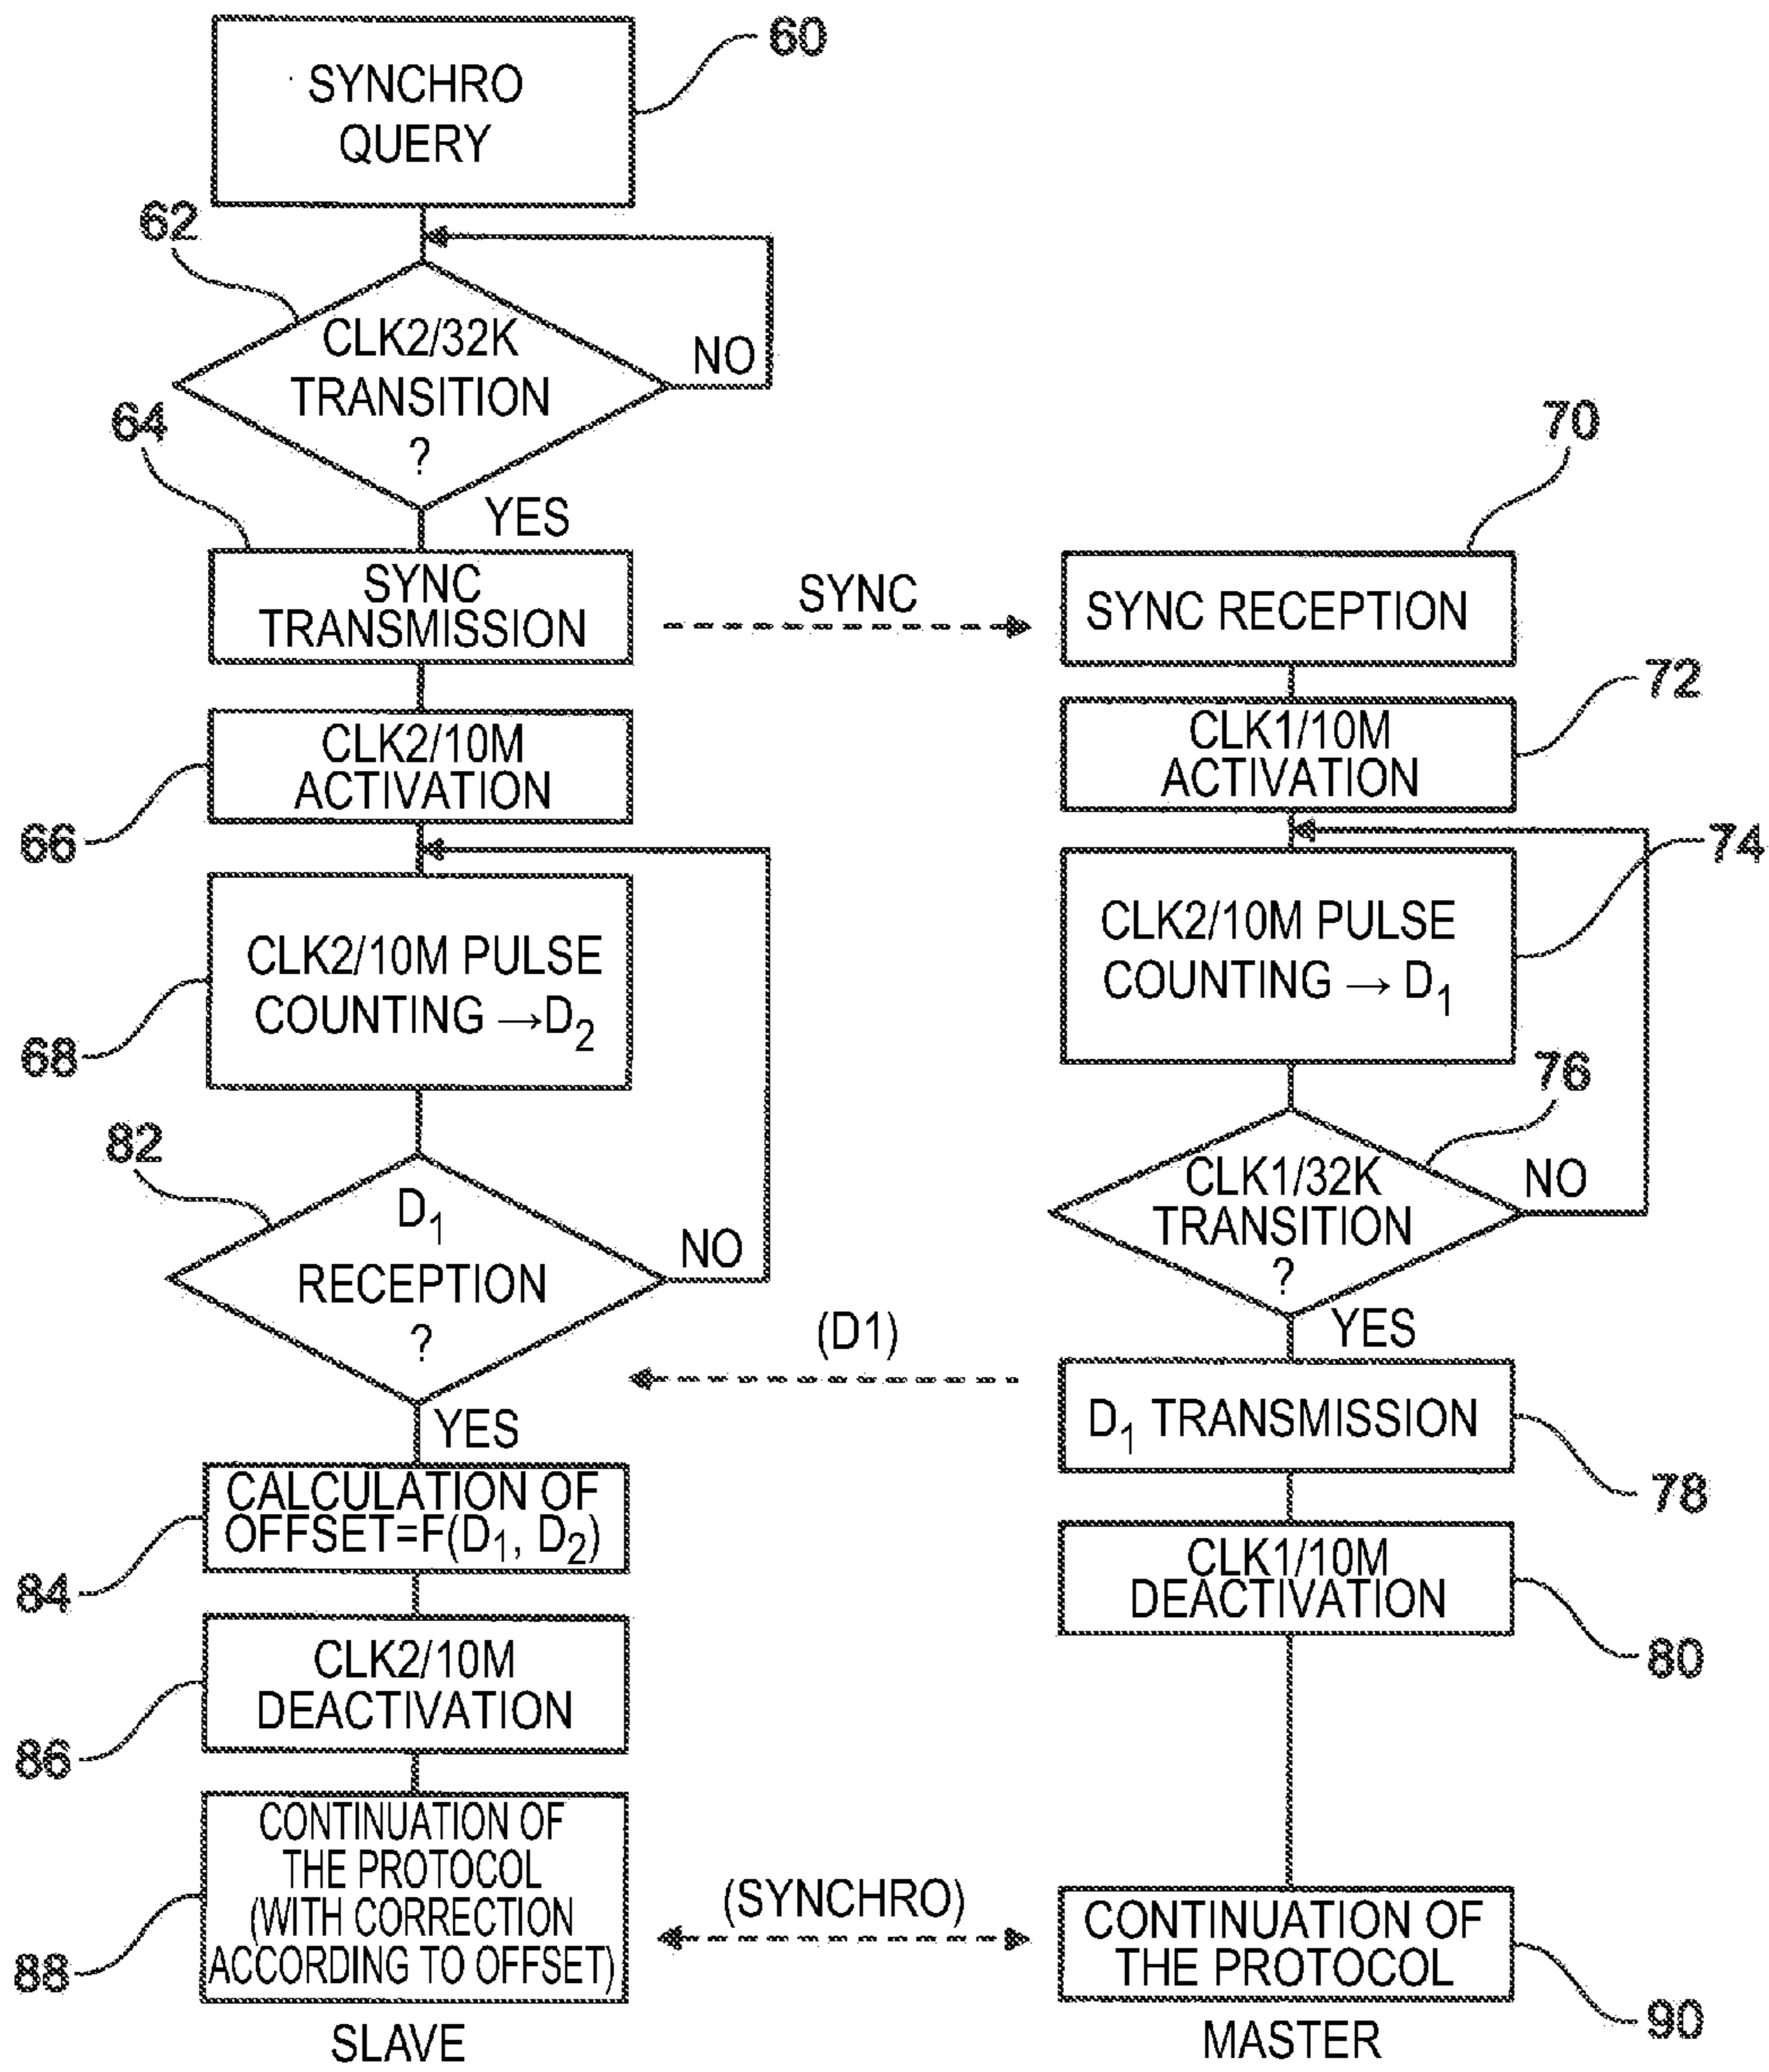 60
SYNCHRO
QUERY
62
CLK2/32K
TRANSITION
?
NO
YES
64
SYNC
TRANSMISSION
SYNC
70
SYNC RECEPTION
CLK2/10M
ACTIVATION
66
72
CLK1/10M
ACTIVATION
CLK2/10M PULSE
COUNTING →D2
68
74
CLK2/10M PULSE
COUNTING → D1
76
CLK1/32K
TRANSITION
?
NO
YES
82
D1
RECEPTION
?
NO
YES
(D1)
D1 TRANSMISSION
78
CALCULATION OF
OFFSET=F(D1, D2)
84
CLK1/10M
DEACTIVATION
80
CLK2/10M
DEACTIVATION
86
CONTINUATION OF
THE PROTOCOL
(WITH CORRECTION
ACCORDING TO OFFSET)
88
(SYNCHRO)
CONTINUATION OF
THE PROTOCOL
90
SLAVE
MASTER